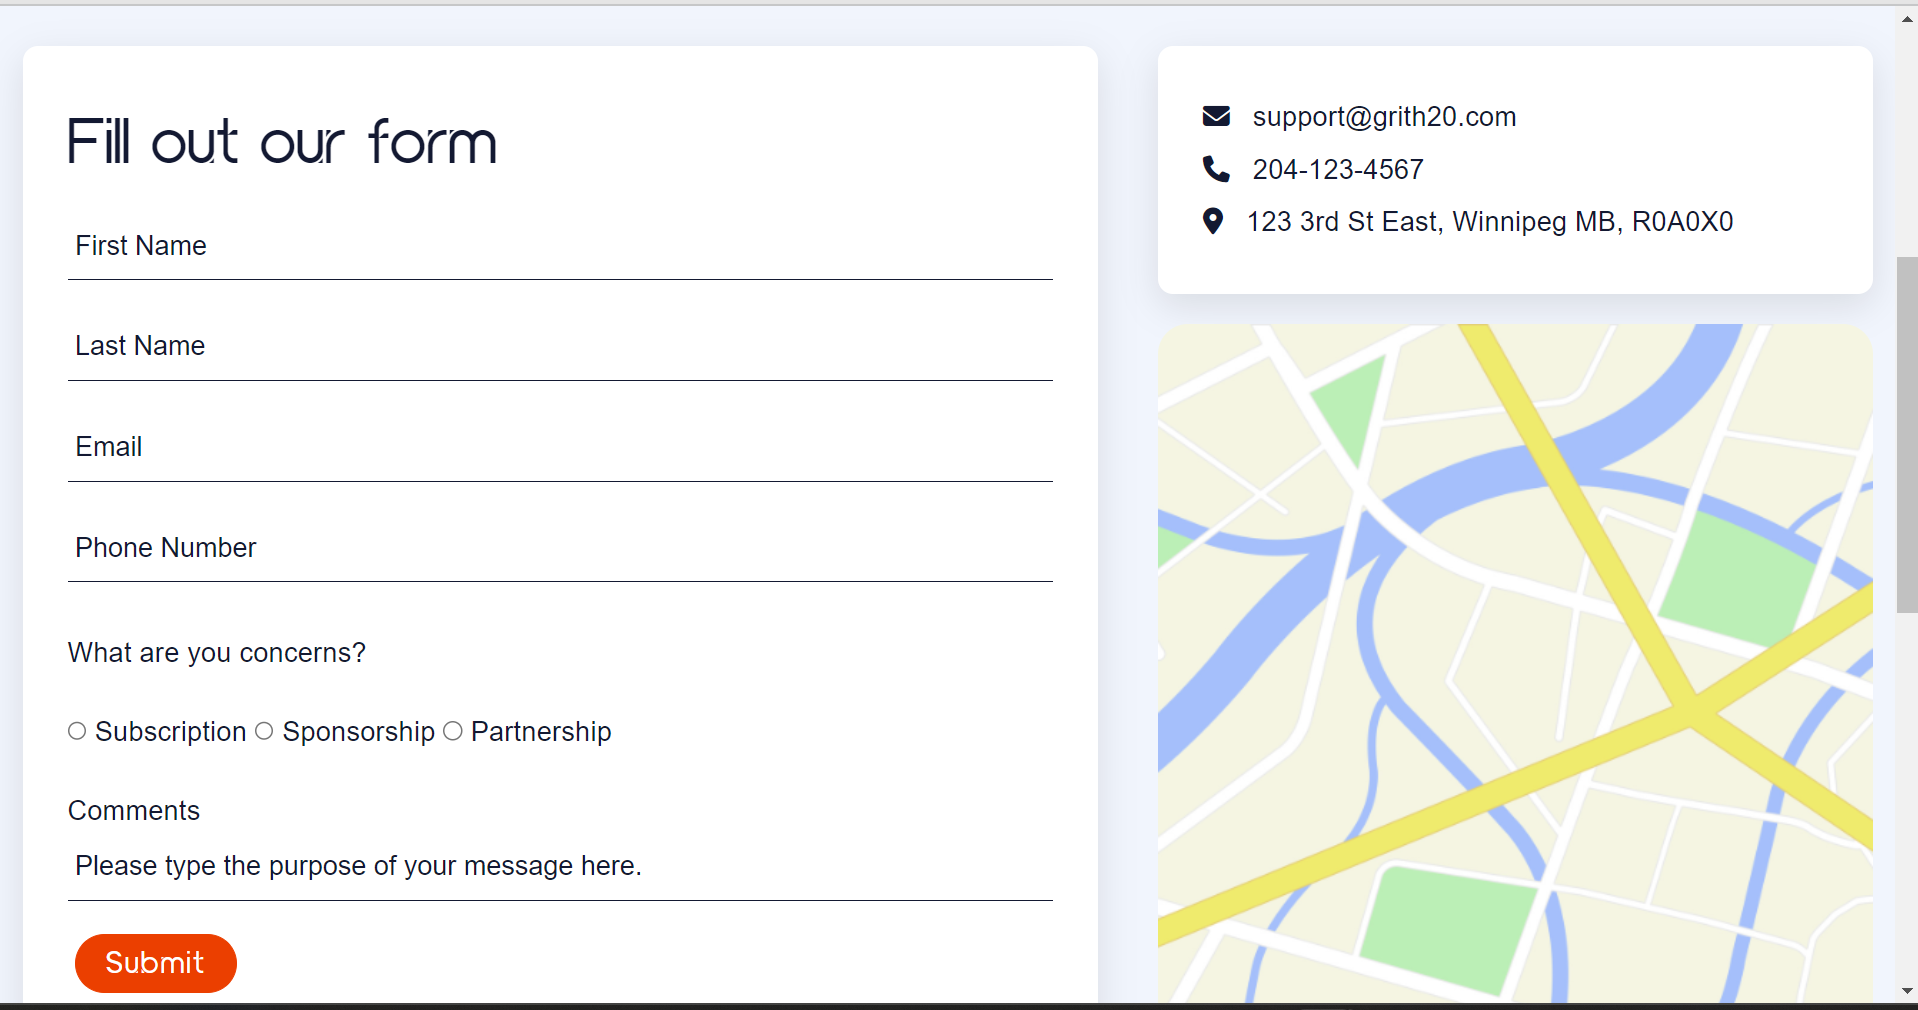 Fill out our form
First Name
Last Name
Email
Phone Number
What are you concerns?
Subscription Sponsorship Partnership
Comments
Please type the purpose of your message here.
Submit
support@grith20.com
204-123-4567
123 3rd St East, Winnipeg MB, R0A0X0